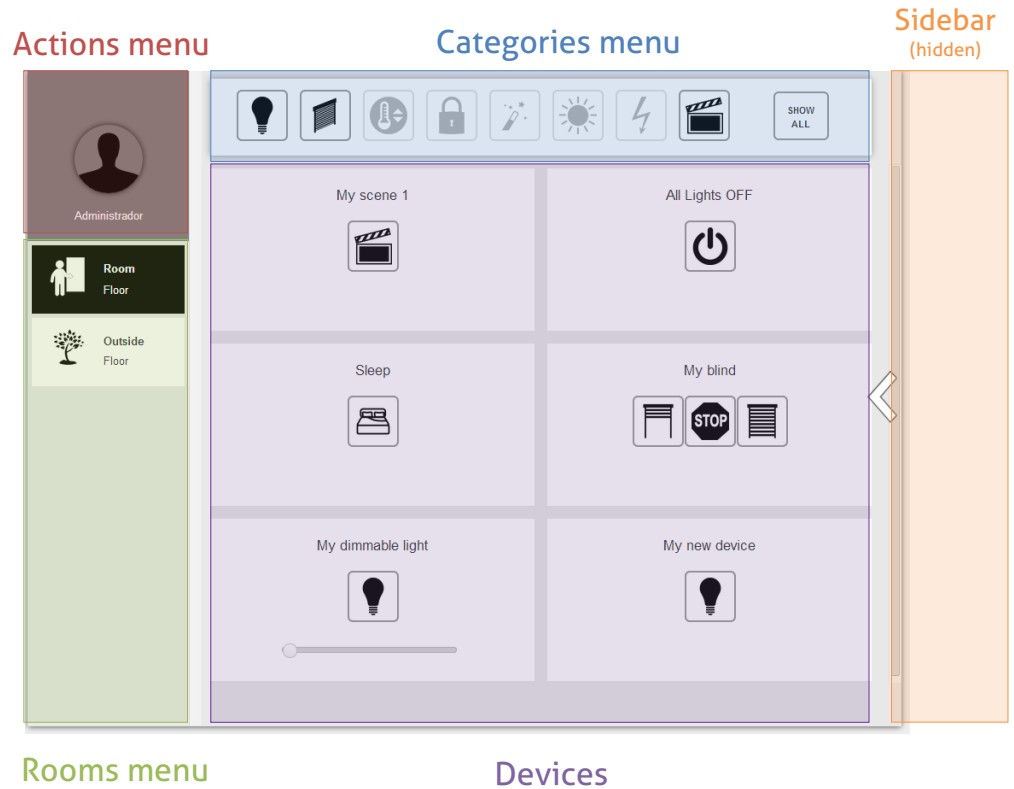 Sidebar
(hidden)
Actions menu
Categories menu
SHOW
ALL
Administrador
Room
Floor
Outside
Floor
My scene 1
All Lights OFF
Sleep
My blind
STOP
My dimmable light
My new device
Rooms menu
Devices